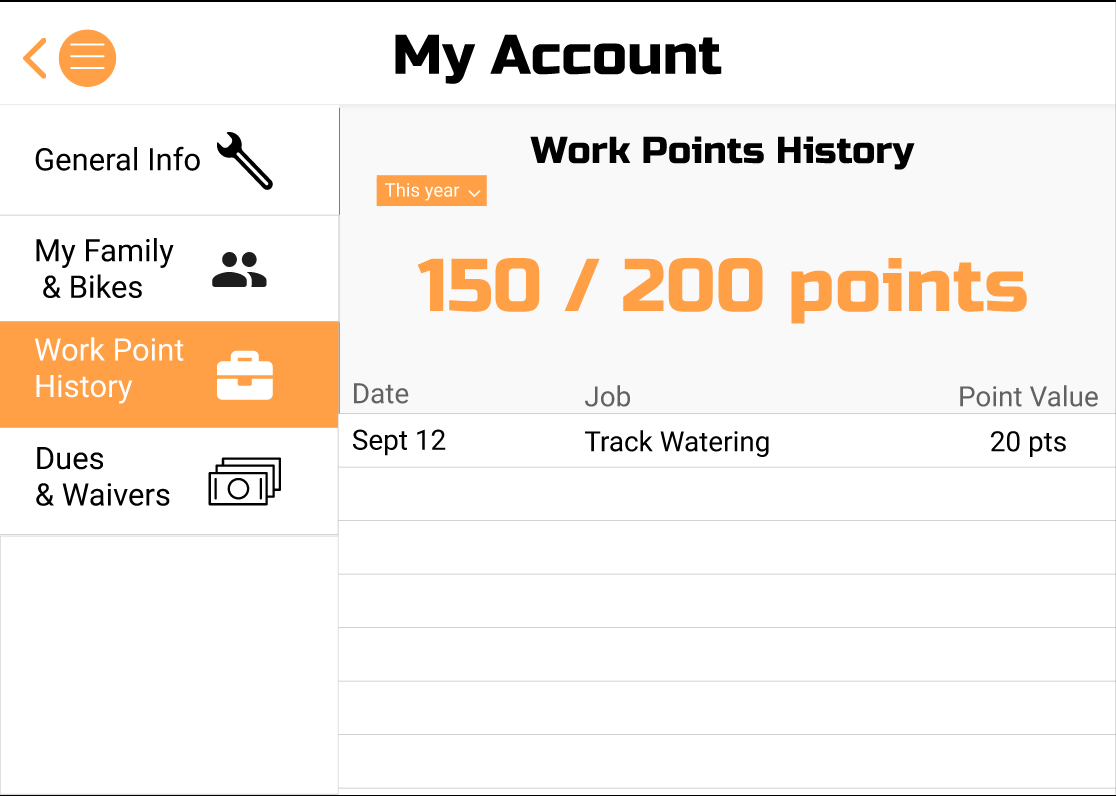 My Account
General Info
My Family
& Bikes
Work Point
History
Dues
& Waivers
Work Points History
This year
150 / 200 points
Date Job Point Value
Sept 12 Track Watering 20 pts